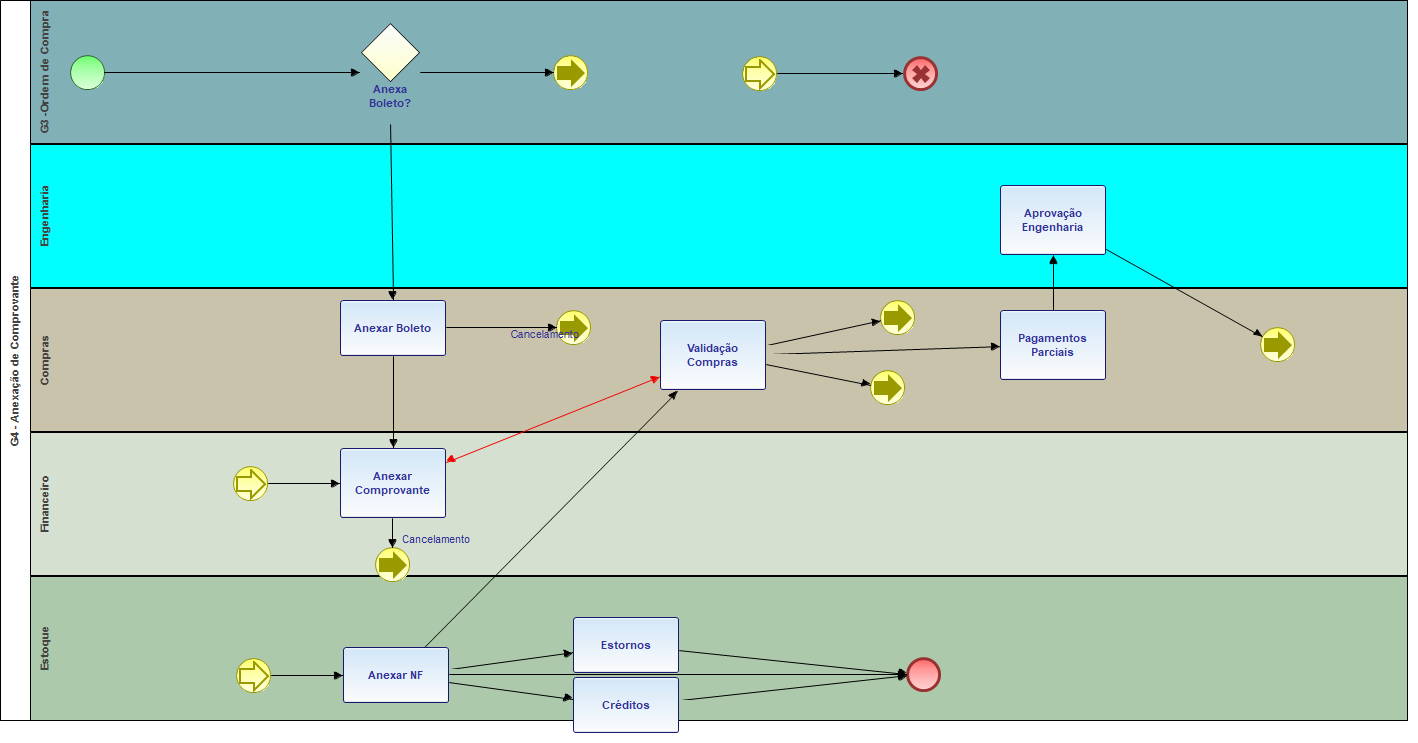 G4 - Anexação de Comprovante
G3 -Ordem de Compra
Anexa
Boleto?
Engenharia
Aprovação
Engenharia
Compras
Anexar Boleto
Cancelamento
Validação
Compras
Pagamentos
Parciais
Financeiro
Anexar
Comprovante
Cancelamento
Estoque
Anexar NF
Estornos
Créditos